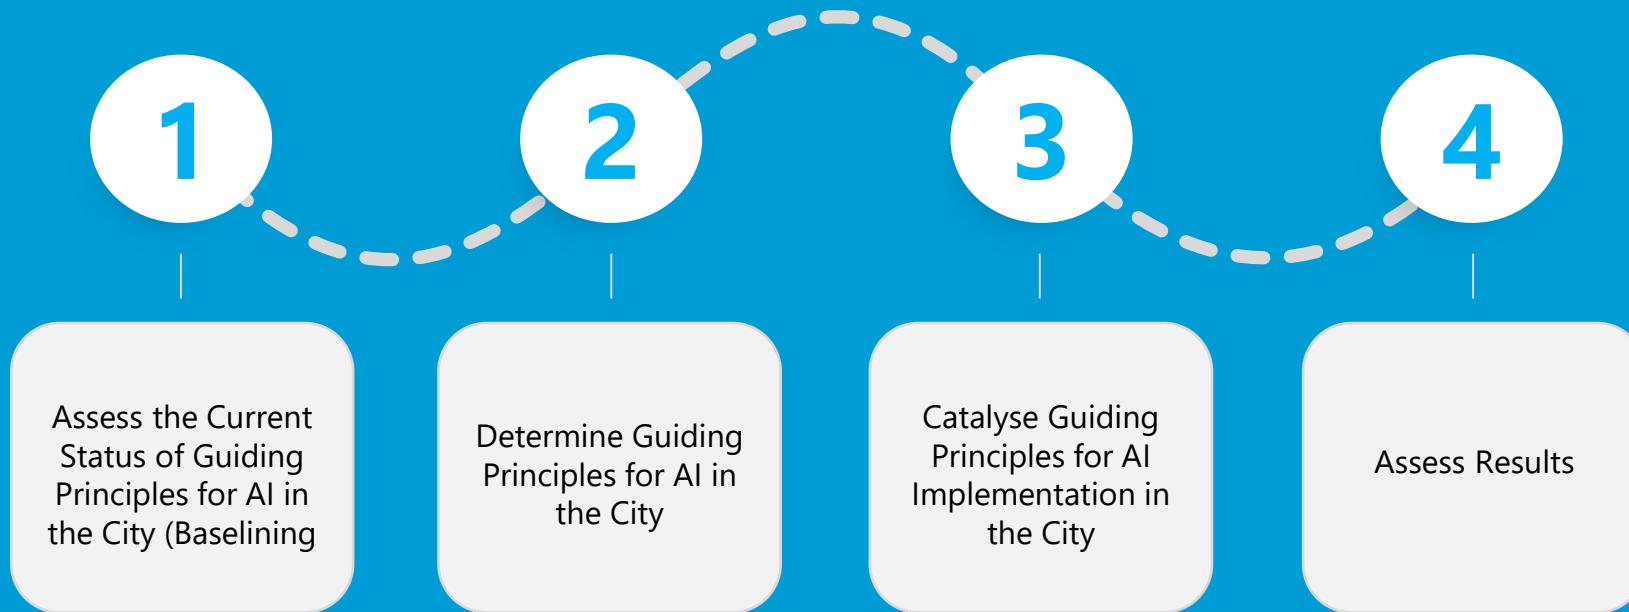 1
2
3
4
Assess the Current
Status of Guiding
Principles for AI in
the City (Baselining
Determine Guiding
Principles for AI in
the City
Catalyse Guiding
Principles for AI
Implementation in
the City
Assess Results